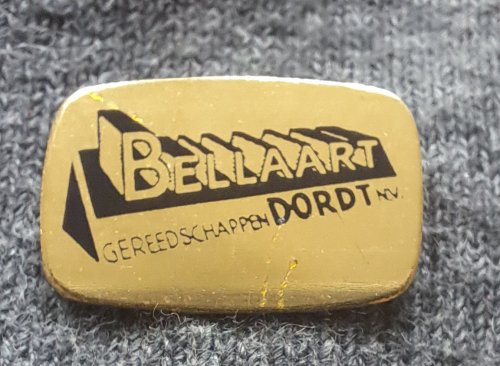 BELLAART
GEREEDSCHAPPEN DORDT N.V.